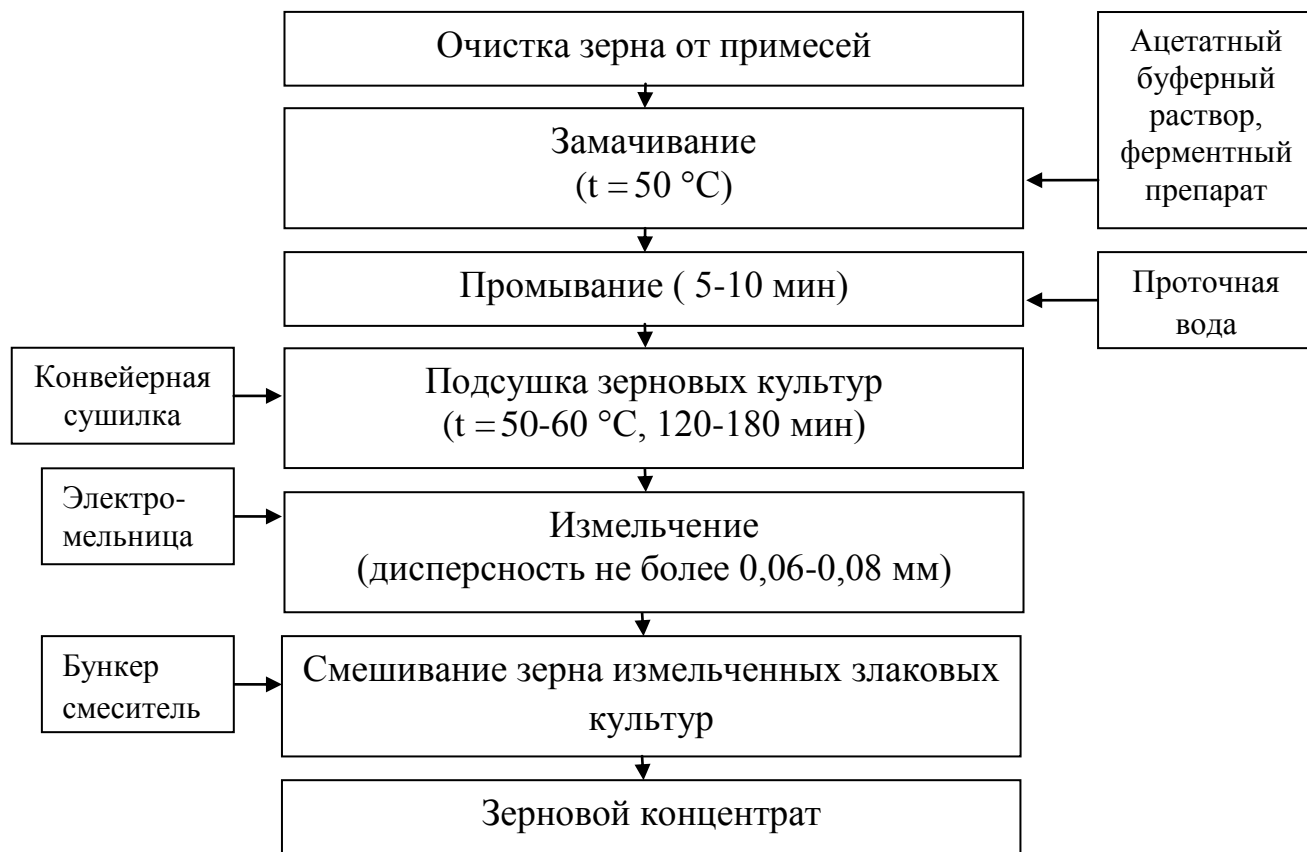 Очистка зерна от примесей
Ацетатный
буферный
раствор,
ферментный
препарат
Замачивание
(t = 50 °C)
Промывание ( 5-10 мин)
Проточная
вода
Конвейерная
сушилка
Подсушка зерновых культур
(t = 50-60 °C, 120-180 мин)
Электро-
мельница
Измельчение
(дисперсность не более 0,06-0,08 мм)
Бункер
смеситель
Смешивание зерна измельченных злаковых
культур
Зерновой концентрат